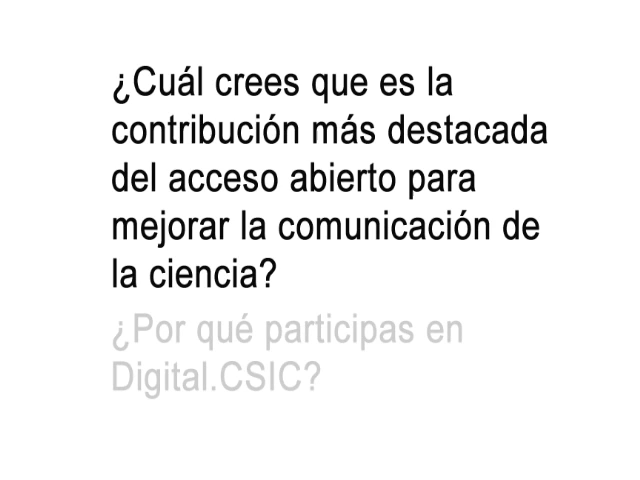 ¿Cuál crees que es la
contribución más destacada
del acceso abierto para
mejorar la comunicación de
la ciencia?
¿Por qué participas en
Digital.CSIC?